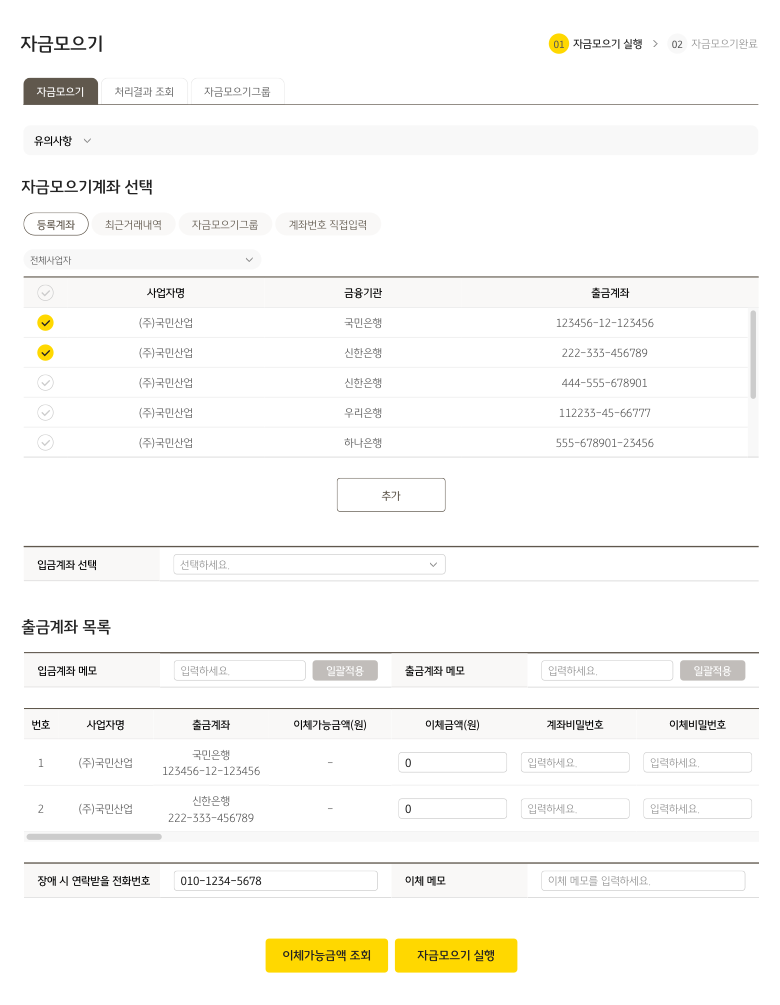 자금모으기
01 자금모으기 실행 > 02 자금모으기완료
자금모으기 처리결과 조회 자금모으기그룹
유의사항
자금모으기계좌 선택
등록계좌 최근거래내역 자금모으기그룹 계좌번호 직접입력
전체사업자
사업자명 금융기관 출금계좌
(주)국민산업 국민은행 123456-12-123456
(주)국민산업 신한은행 222-333-456789
(주)국민산업 신한은행 444-555-678901
(주)국민산업 우리은행 112233-45-66777
(주)국민산업 하나은행 555-678901-23456
추가
입금계좌 선택 선택하세요.
출금계좌 목록
입금계좌 메모 입력하세요. 일괄적용 출금계좌 메모 입력하세요. 일괄적용
번호 사업자명 출금계좌 이체가능금액(원) 이체금액(원) 계좌비밀번호 이체비밀번호
1 (주)국민산업 국민은행 123456-12-123456 - 0 입력하세요. 입력하세요.
2 (주)국민산업 신한은행 222-333-456789 - 0 입력하세요. 입력하세요.
장애 시 연락받을 전화번호 010-1234-5678 이체 메모 이체 메모를 입력하세요.
이체가능금액 조회 자금모으기 실행